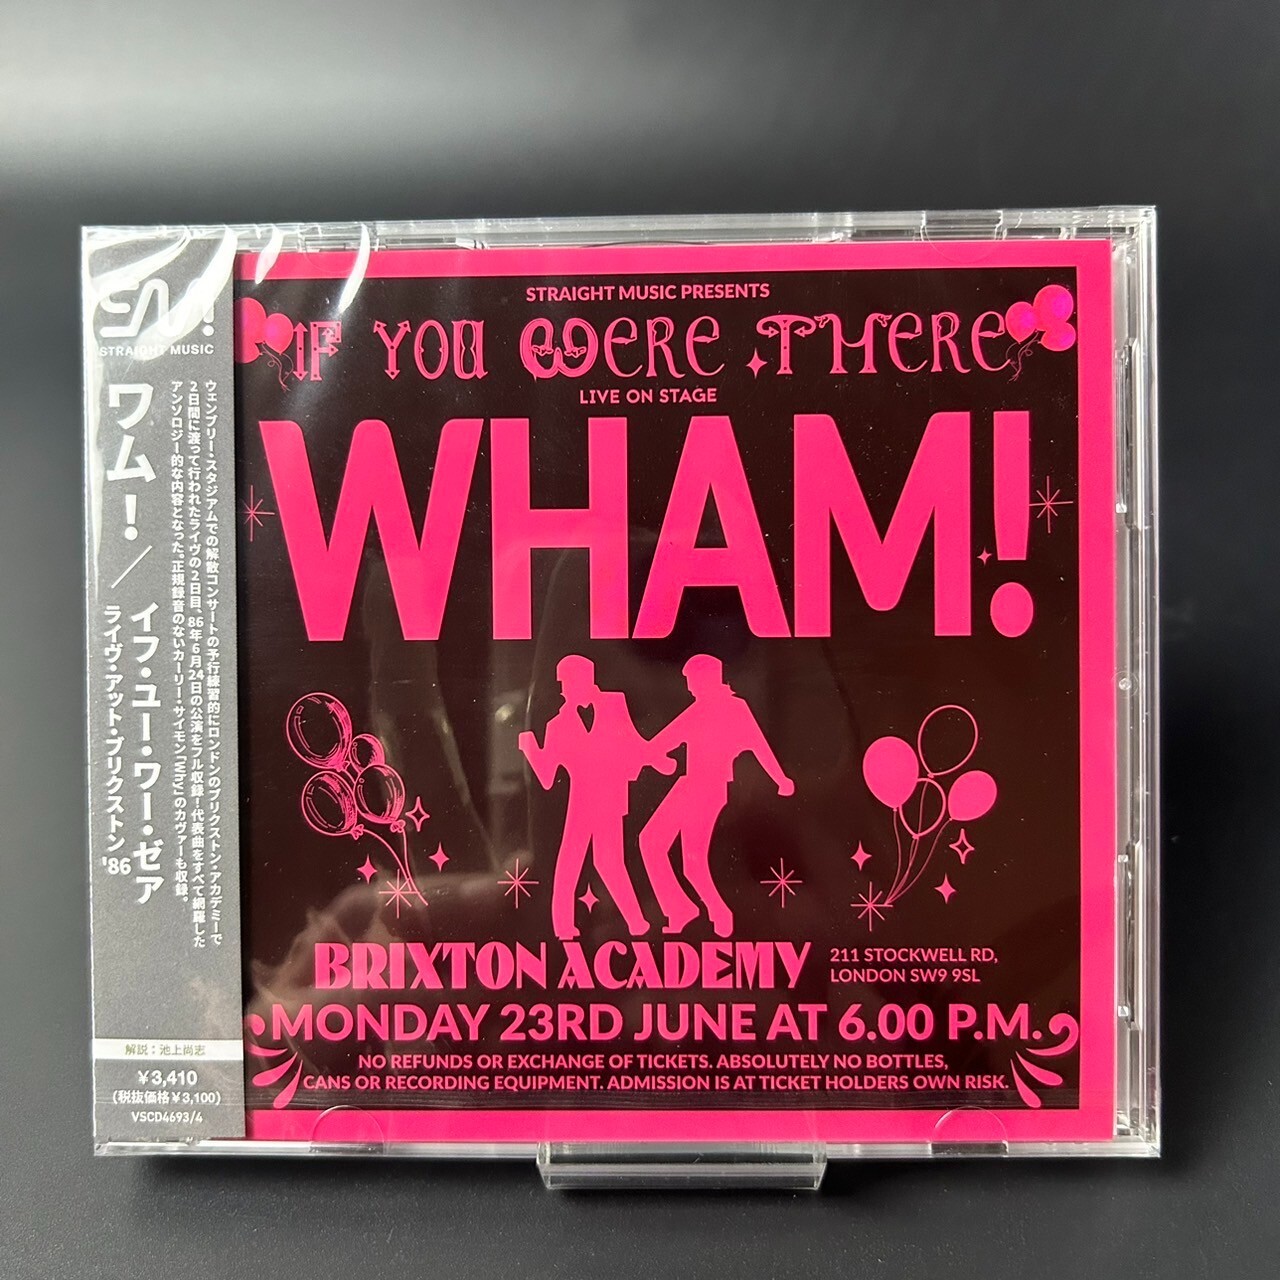 STRAIGHT MUSIC
ワム！／イフ・ユー・ワー・ゼア
ライヴ・アット・ブリクストン '86
ウェンブリー・スタジアムでの解散コンサートの予行練習的にロンドンのブリクストン・アカデミーで
2日間に渡って行われたライヴの2日目、86年6月24日の公演をフル収録！代表曲をすべて網羅した
アンソロジー的な内容となった。正規録音のないカーリー・サイモン「Why」のカヴァーも収録。
解説：池上尚志
￥3,410
(税抜価格￥3,100)
VSCD4693/4
STRAIGHT MUSIC PRESENTS
IF YOU WERE THERE
LIVE ON STAGE
WHAM!
BRIXTON ACADEMY
211 STOCKWELL RD,
LONDON SW9 9SL
MONDAY 23RD JUNE AT 6.00 P.M.
NO REFUNDS OR EXCHANGE OF TICKETS. ABSOLUTELY NO BOTTLES,
CANS OR RECORDING EQUIPMENT. ADMISSION IS AT TICKET HOLDERS OWN RISK.